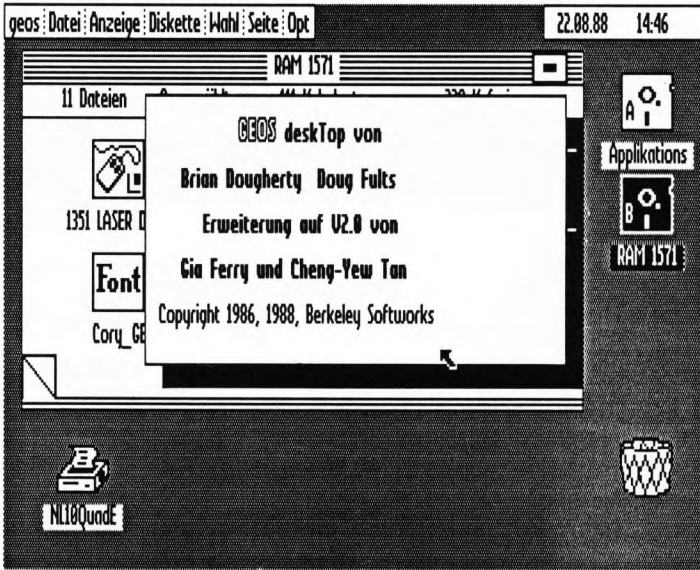 geos Datei Anzeige Diskette Wahl Seite Opt
22.08.88 14:46
RAM 1571
11 Dateien
GEOS deskTop von
Brian Dougherty Doug Fults
Erweiterung auf V2.0 von
Gia Ferry und Cheng-Yew Tan
Copyright 1986, 1988, Berkeley Softworks
1351 LASER
Font
Cory_GE
A
Applikations
B
RAM 1571
NL10QuadE